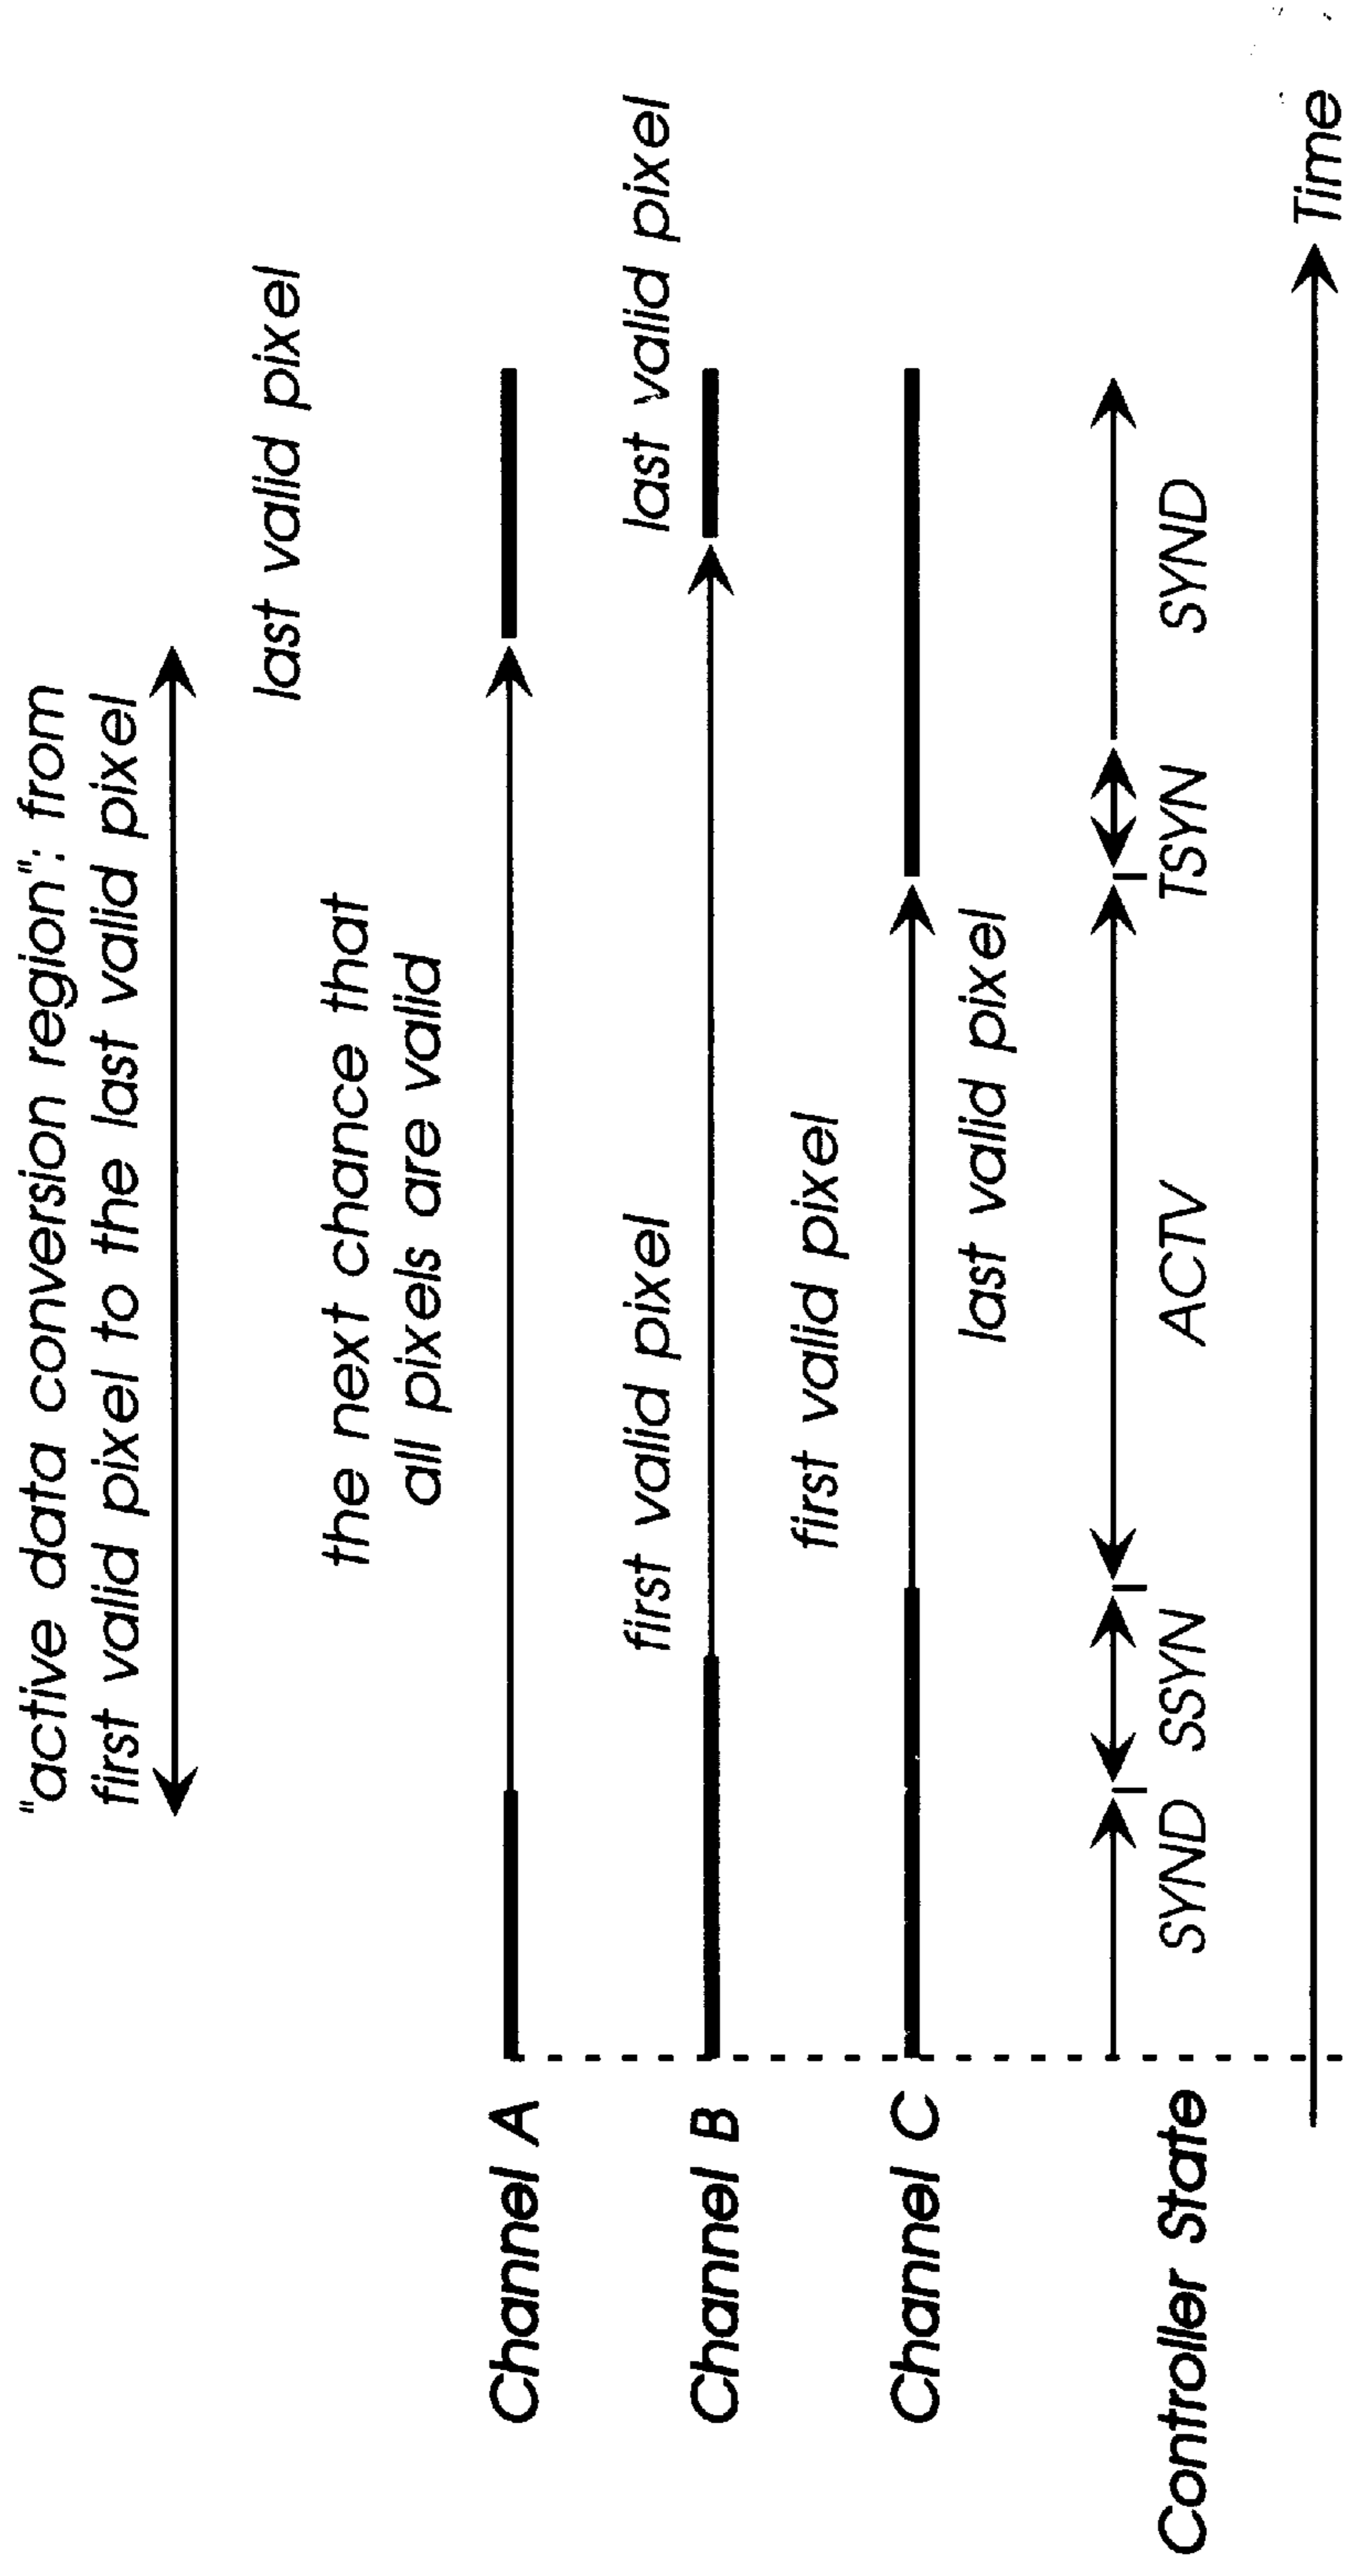 "active data conversion region": from
first valid pixel to the last valid pixel
last valid pixel
the next chance that
all pixels are valid
Channel A
first valid pixel
last valid pixel
Channel B
first valid pixel
Channel C
last valid pixel
Controller State
SYND
SSYN
ACTV
TSYN
SYND
Time